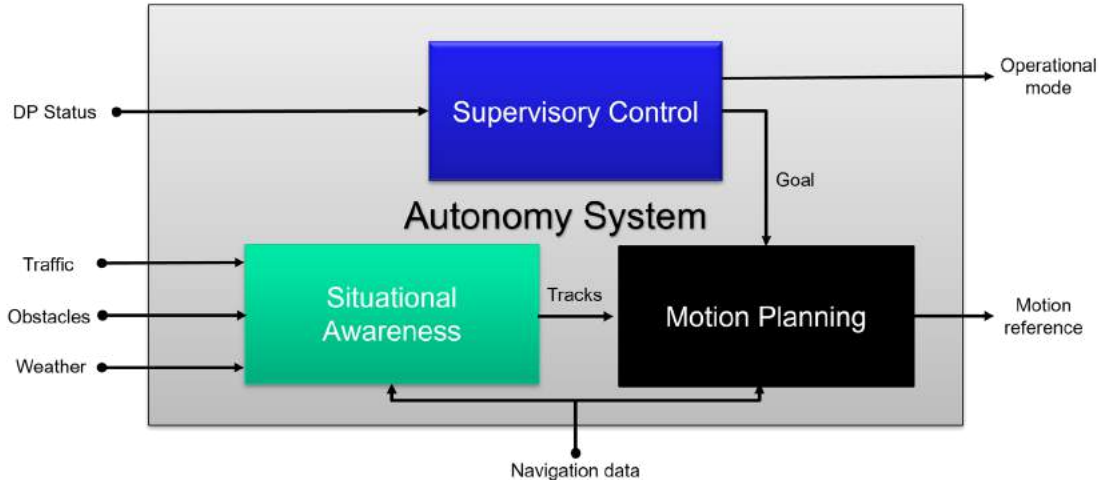 Operational
mode
DP Status
Supervisory Control
Goal
Autonomy System
Traffic
Obstacles
Weather
Situational
Awareness
Tracks
Motion Planning
Motion
reference
Navigation data